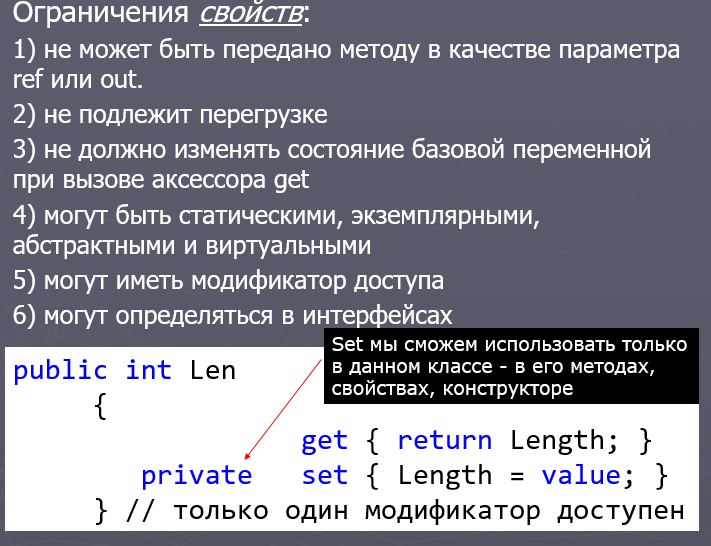 Ограничения свойств:
1) не может быть передано методу в качестве параметра
ref или out.
2) не подлежит перегрузке
3) не должно изменять состояние базовой переменной
при вызове аксессора get
4) могут быть статическими, экземплярными,
абстрактными и виртуальными
5) могут иметь модификатор доступа
6) могут определяться в интерфейсах
Set мы сможем использовать только
в данном классе - в его методах,
свойствах, конструкторе
public int Len
{
get { return Length; }
private set { Length = value; }
} // только один модификатор доступен